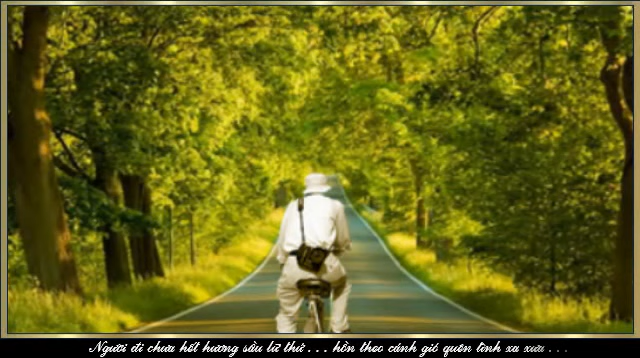 Người đi chưa hết hương sầu lữ thứ . . . hồn theo cánh gió quên tình xa xưa . . .